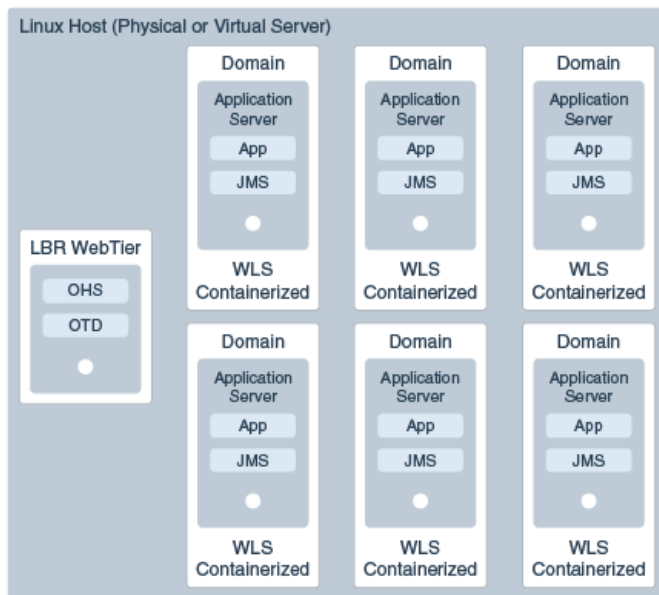 Linux Host (Physical or Virtual Server)
Domain
Application
Server
App
JMS
WLS
Containerized
Domain
Application
Server
App
JMS
WLS
Containerized
Domain
Application
Server
App
JMS
WLS
Containerized
LBR WebTier
OHS
OTD
Domain
Application
Server
App
JMS
WLS
Containerized
Domain
Application
Server
App
JMS
WLS
Containerized
Domain
Application
Server
App
JMS
WLS
Containerized